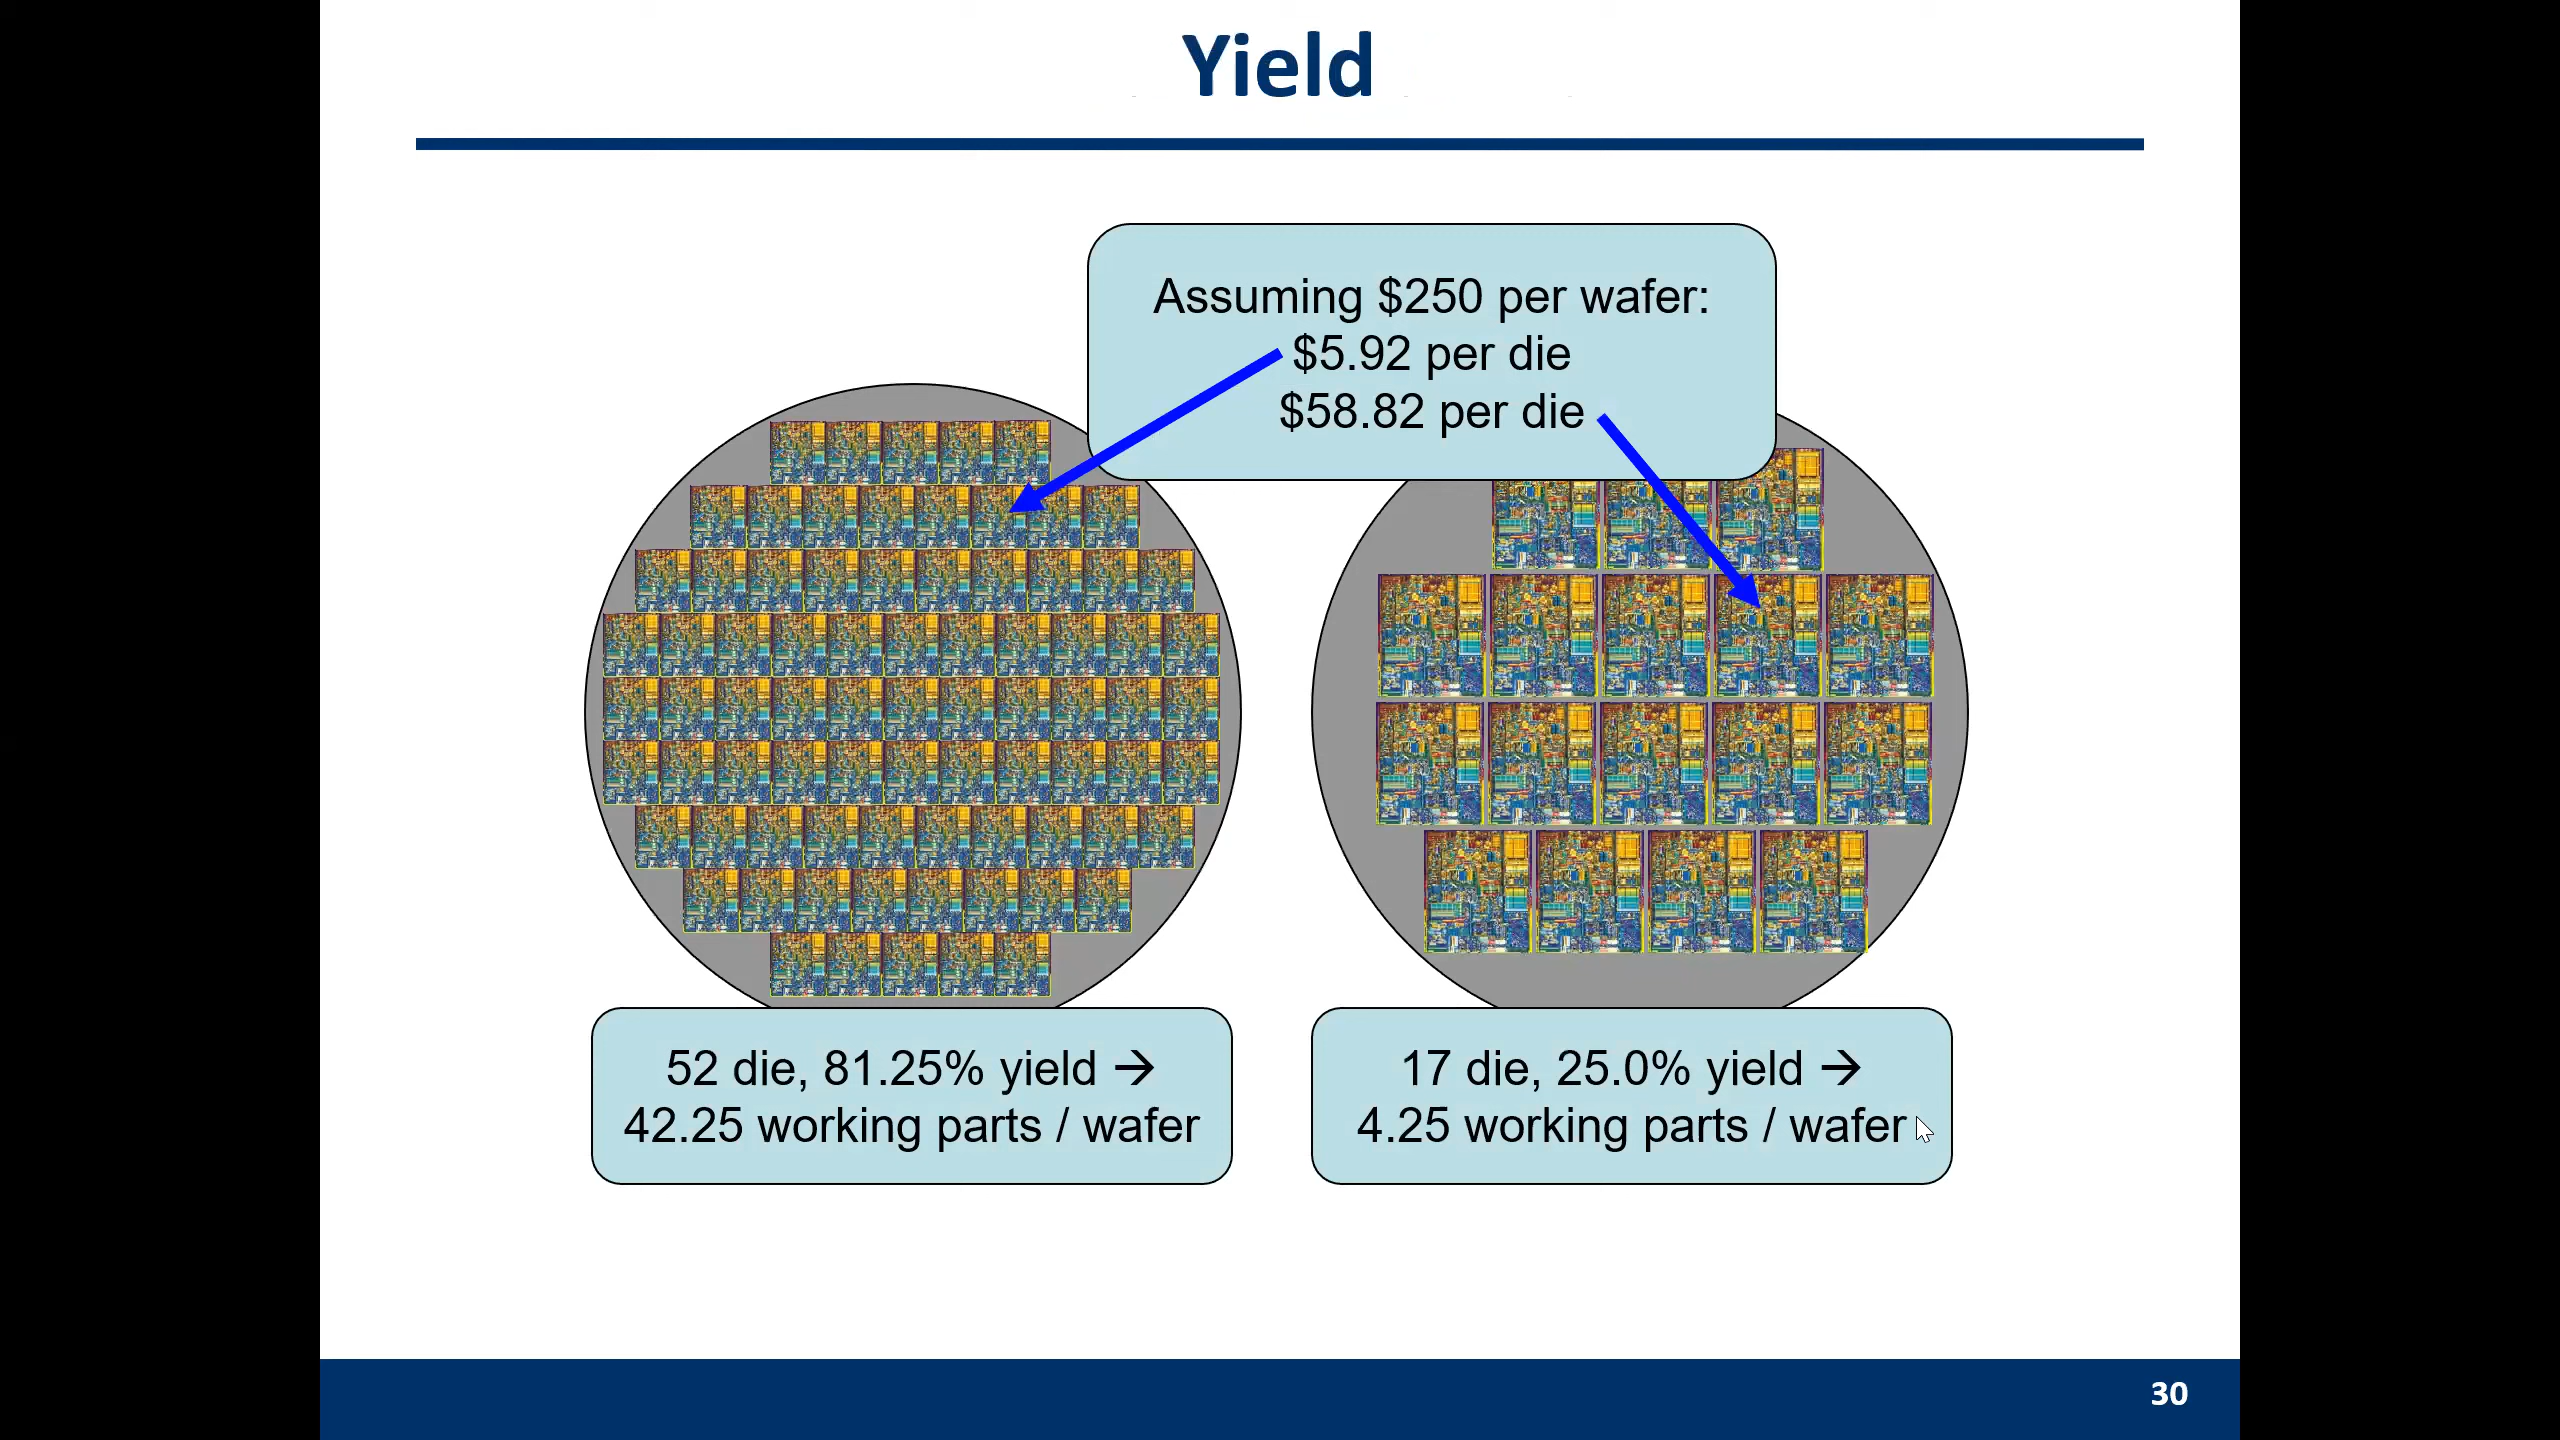 Yield
Assuming $250 per wafer:
$5.92 per die
$58.82 per die
52 die, 81.25% yield →
42.25 working parts / wafer
17 die, 25.0% yield →
4.25 working parts / wafer
30